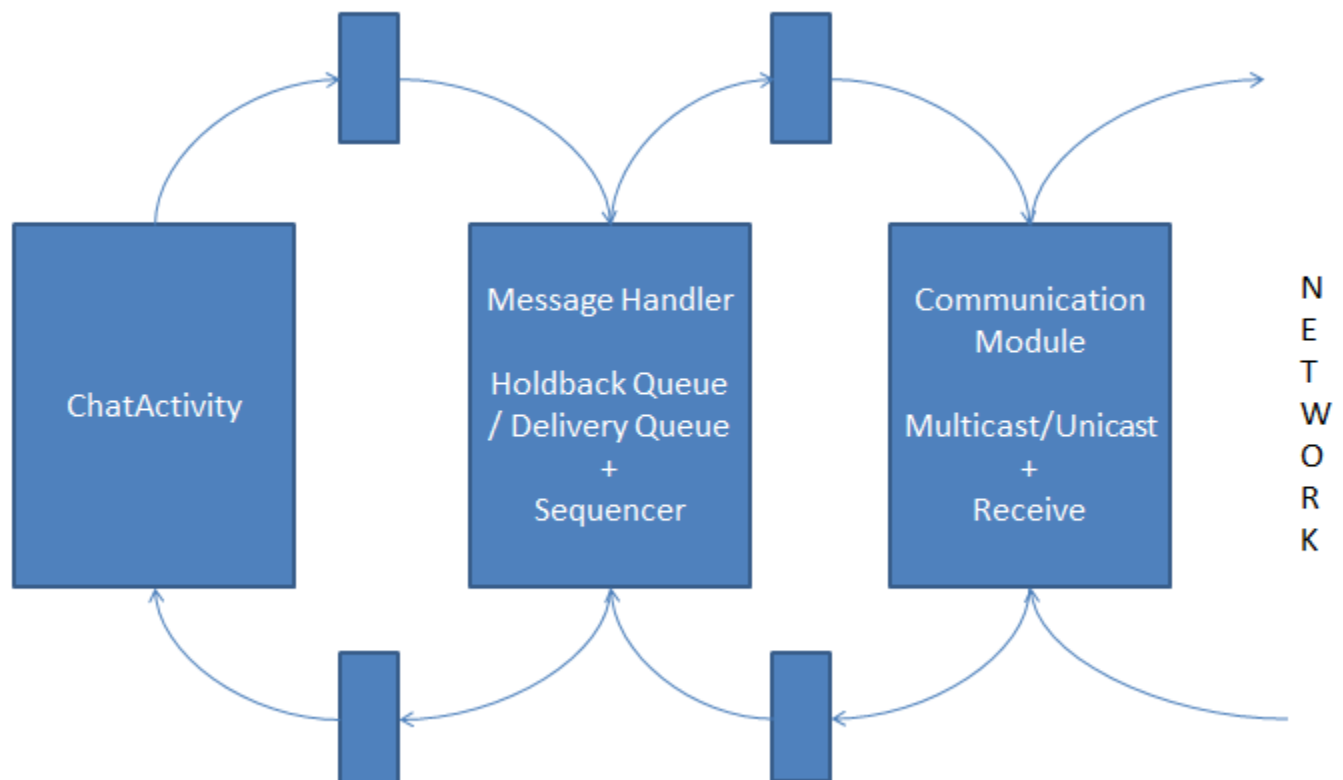 ChatActivity
Message Handler
Holdback Queue
/ Delivery Queue
+
Sequencer
Communication
Module
Multicast/Unicast
+
Receive
N
E
T
W
O
R
K